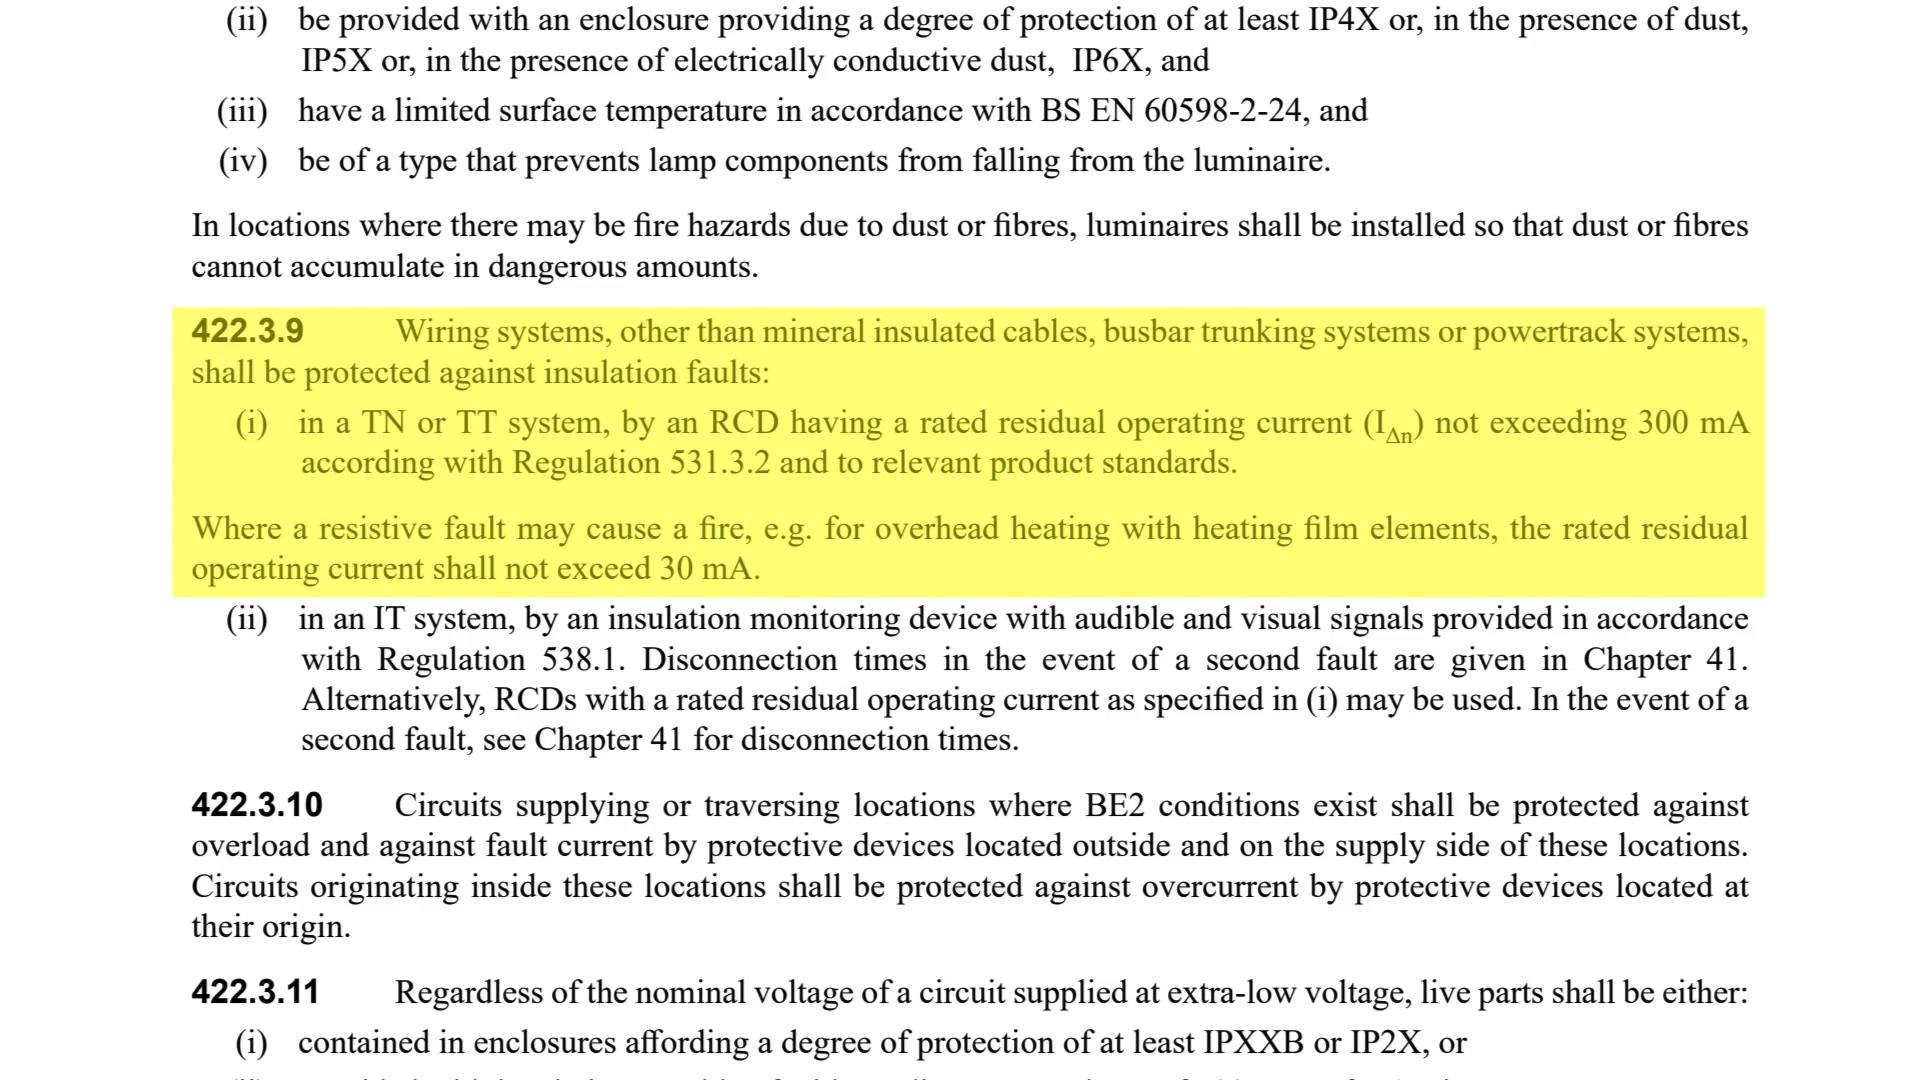 (ii) be provided with an enclosure providing a degree of protection of at least IP4X or, in the presence of dust,
IP5X or, in the presence of electrically conductive dust, IP6X, and
(iii) have a limited surface temperature in accordance with BS EN 60598-2-24, and
(iv) be of a type that prevents lamp components from falling from the luminaire.
In locations where there may be fire hazards due to dust or fibres, luminaires shall be installed so that dust or fibres
cannot accumulate in dangerous amounts.
422.3.9 Wiring systems, other than mineral insulated cables, busbar trunking systems or powertrack systems,
shall be protected against insulation faults:
(i) in a TN or TT system, by an RCD having a rated residual operating current (IΔn) not exceeding 300 mA
according with Regulation 531.3.2 and to relevant product standards.
Where a resistive fault may cause a fire, e.g. for overhead heating with heating film elements, the rated residual
operating current shall not exceed 30 mA.
(ii) in an IT system, by an insulation monitoring device with audible and visual signals provided in accordance
with Regulation 538.1. Disconnection times in the event of a second fault are given in Chapter 41.
Alternatively, RCDs with a rated residual operating current as specified in (i) may be used. In the event of a
second fault, see Chapter 41 for disconnection times.
422.3.10 Circuits supplying or traversing locations where BE2 conditions exist shall be protected against
overload and against fault current by protective devices located outside and on the supply side of these locations.
Circuits originating inside these locations shall be protected against overcurrent by protective devices located at
their origin.
422.3.11 Regardless of the nominal voltage of a circuit supplied at extra-low voltage, live parts shall be either:
(i) contained in enclosures affording a degree of protection of at least IPXXB or IP2X, or